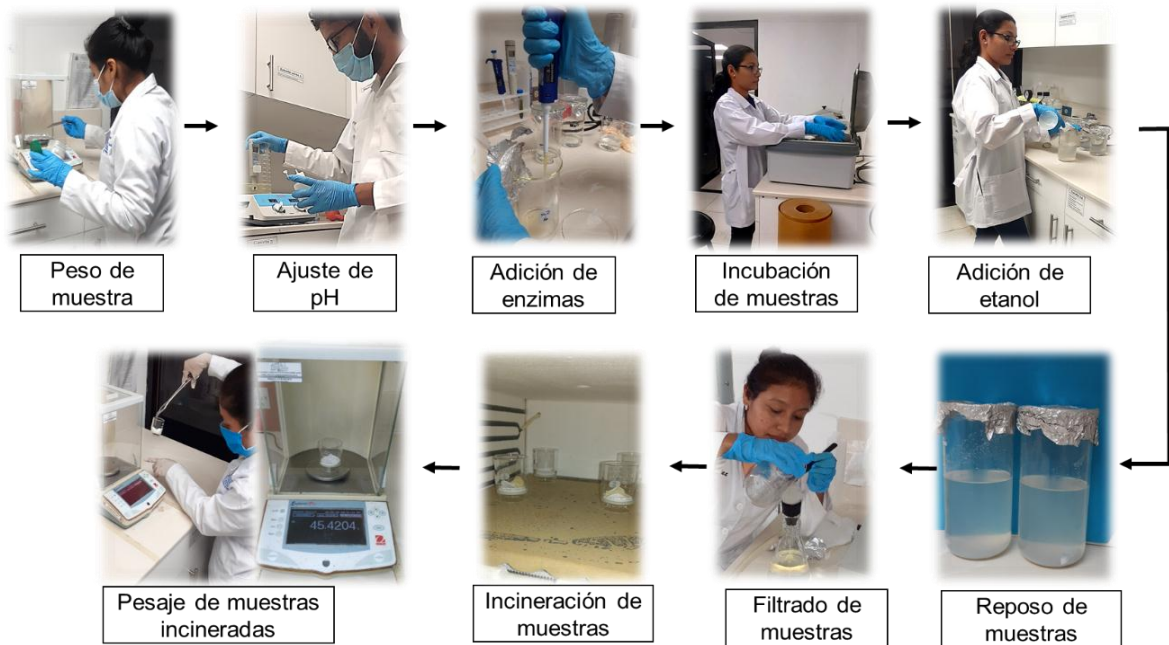 Peso de
muestra
Ajuste de
pH
Adición de
enzimas
Incubación
de muestras
Adición de
etanol
Pesaje de muestras
incineradas
45.4204
Incineración de
muestras
Filtrado de
muestras
Reposo de
muestras